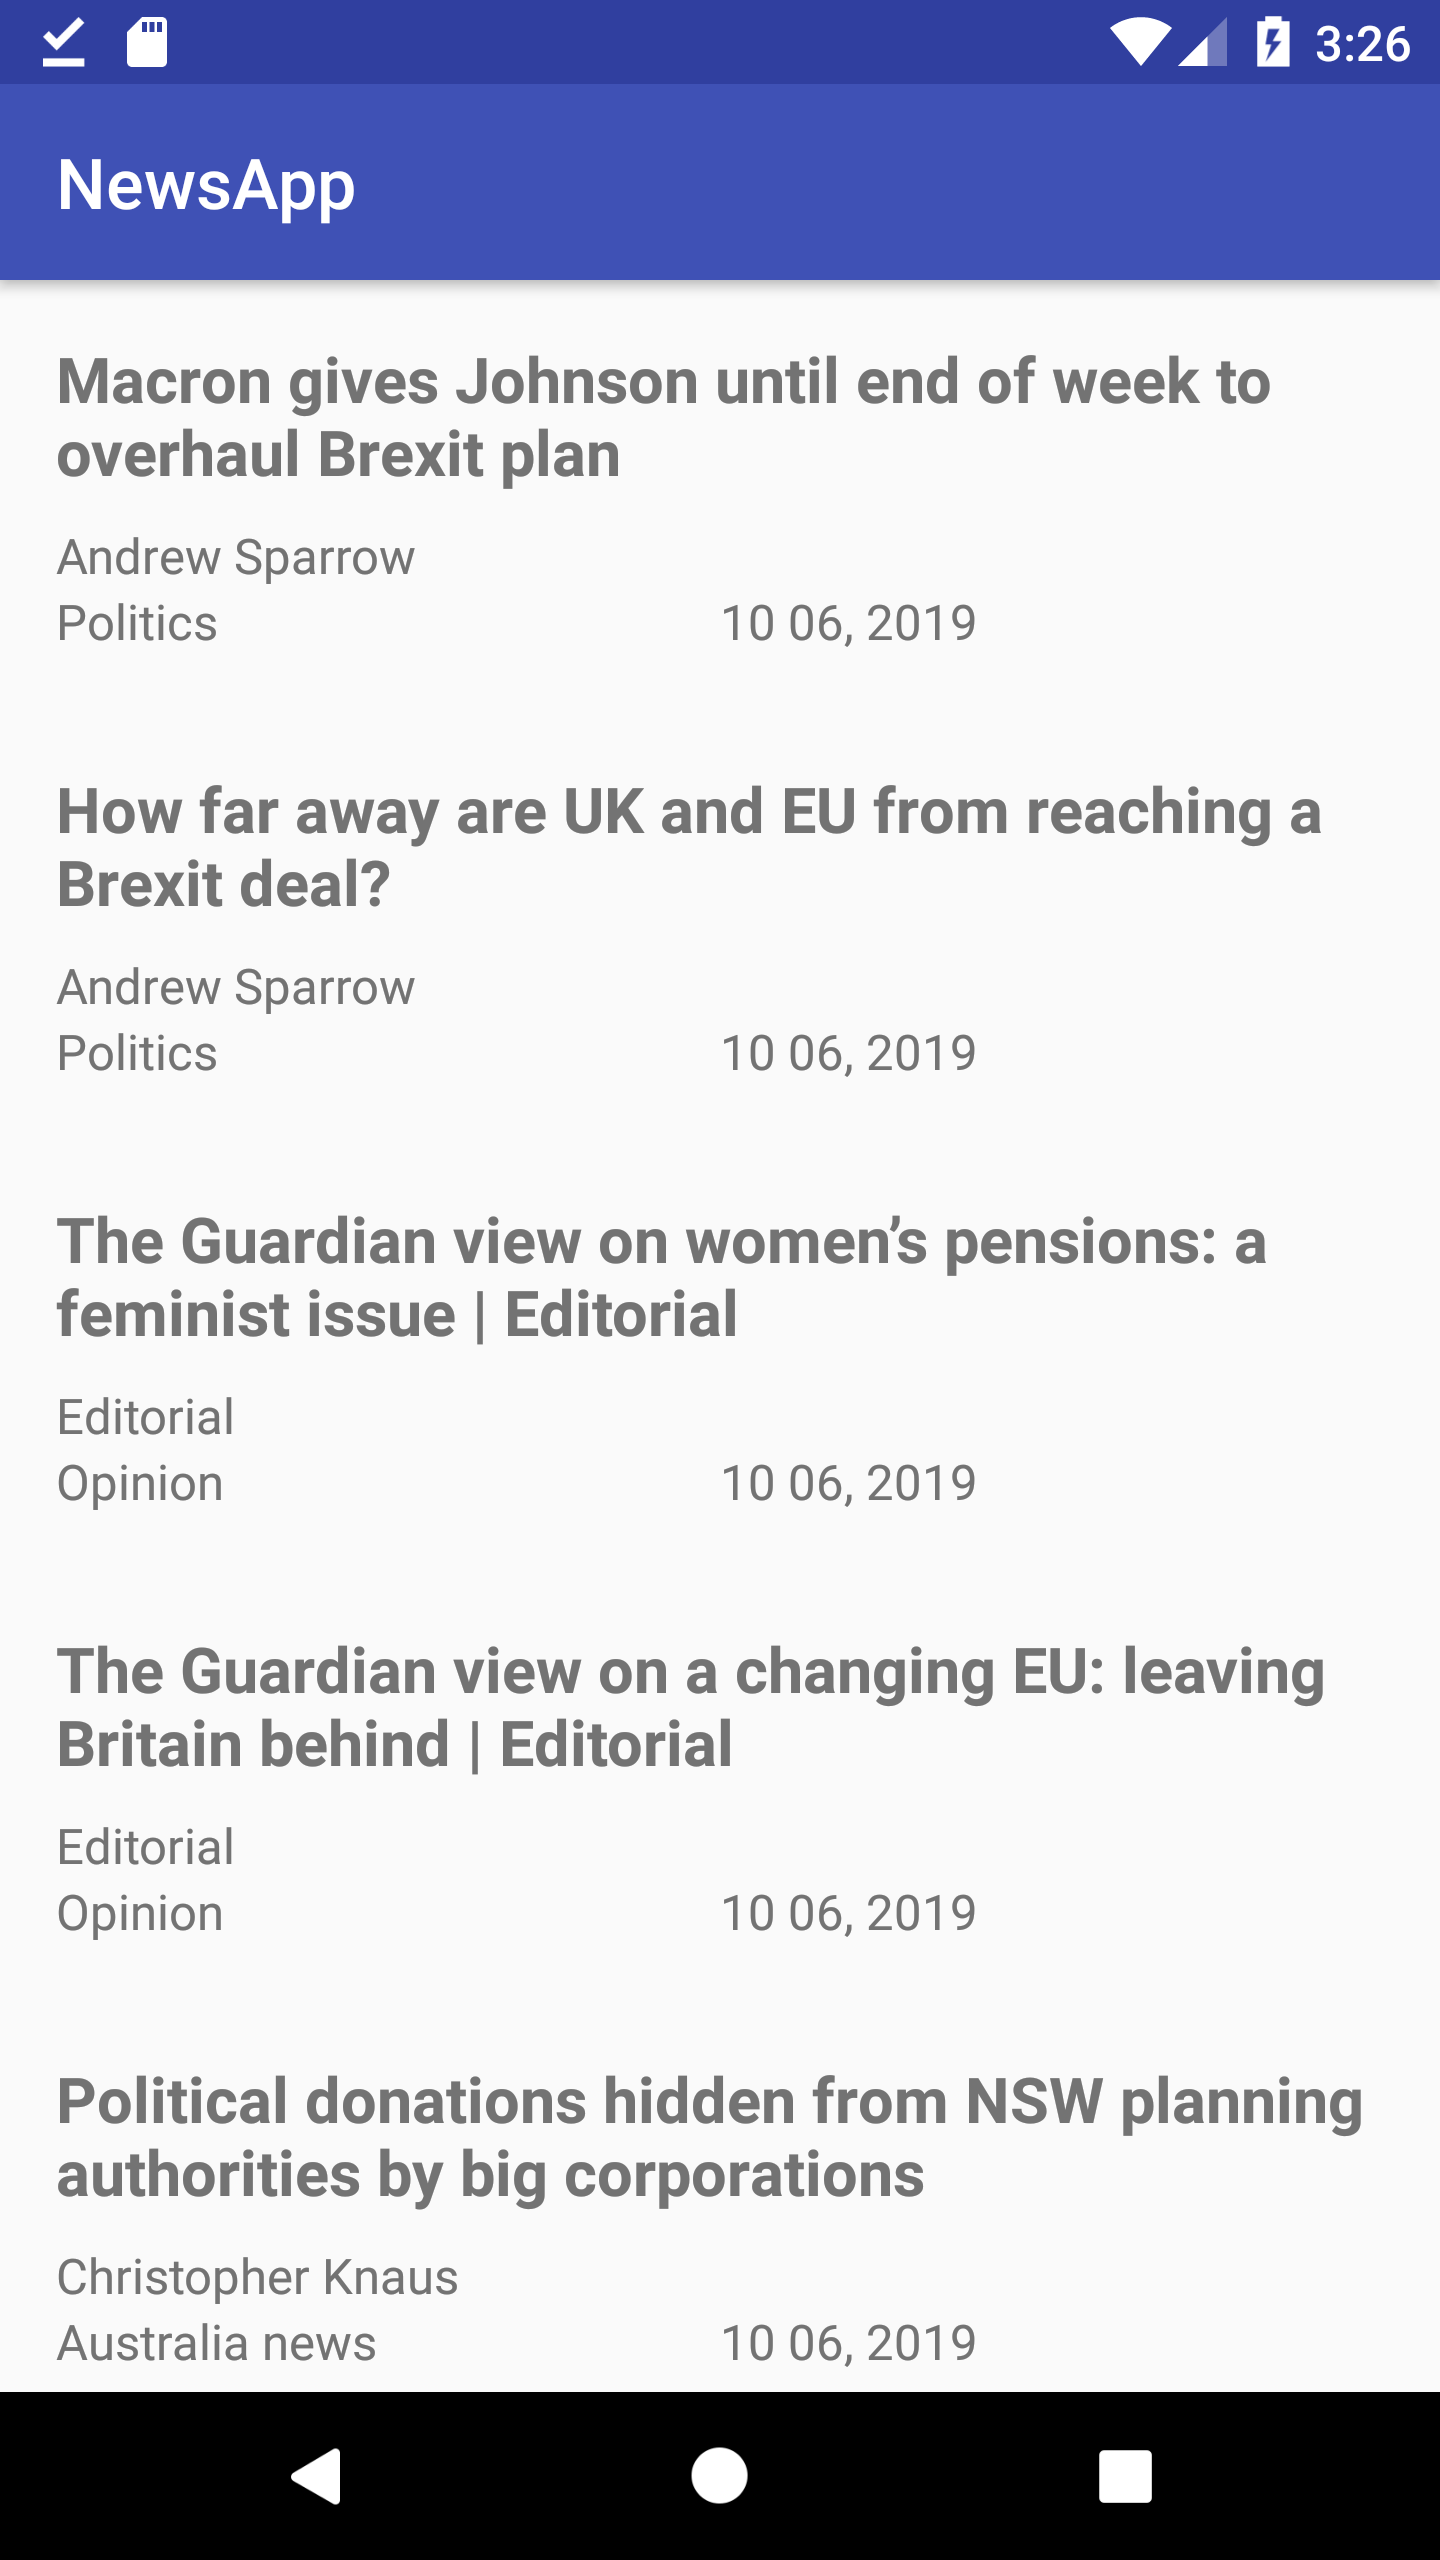 3:26
NewsApp
Macron gives Johnson until end of week to
overhaul Brexit plan
Andrew Sparrow
Politics 10 06, 2019
How far away are UK and EU from reaching a
Brexit deal?
Andrew Sparrow
Politics 10 06, 2019
The Guardian view on women’s pensions: a
feminist issue | Editorial
Editorial
Opinion 10 06, 2019
The Guardian view on a changing EU: leaving
Britain behind | Editorial
Editorial
Opinion 10 06, 2019
Political donations hidden from NSW planning
authorities by big corporations
Christopher Knaus
Australia news 10 06, 2019